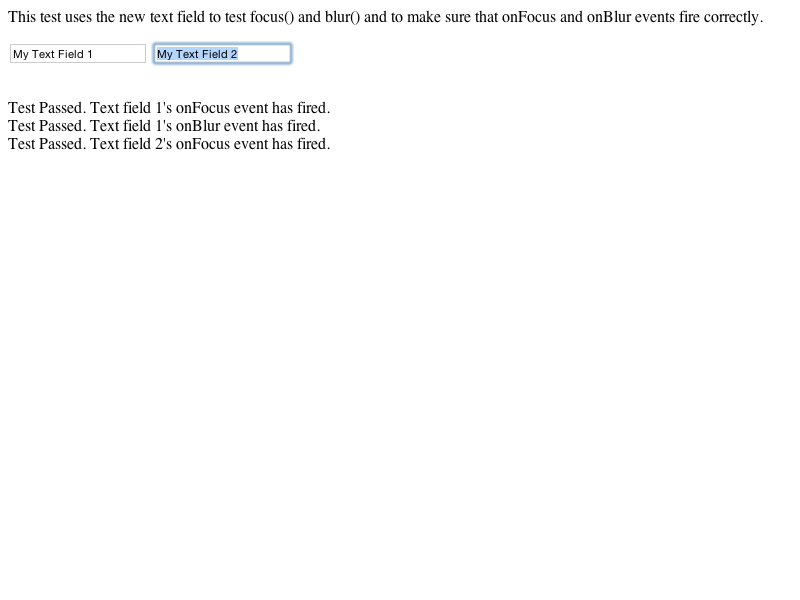 This test uses the new text field to test focus() and blur() and to make sure that onFocus and onBlur events fire correctly.
My Text Field 1 My Text Field 2
Test Passed. Text field 1's onFocus event has fired.
Test Passed. Text field 1's onBlur event has fired.
Test Passed. Text field 2's onFocus event has fired.